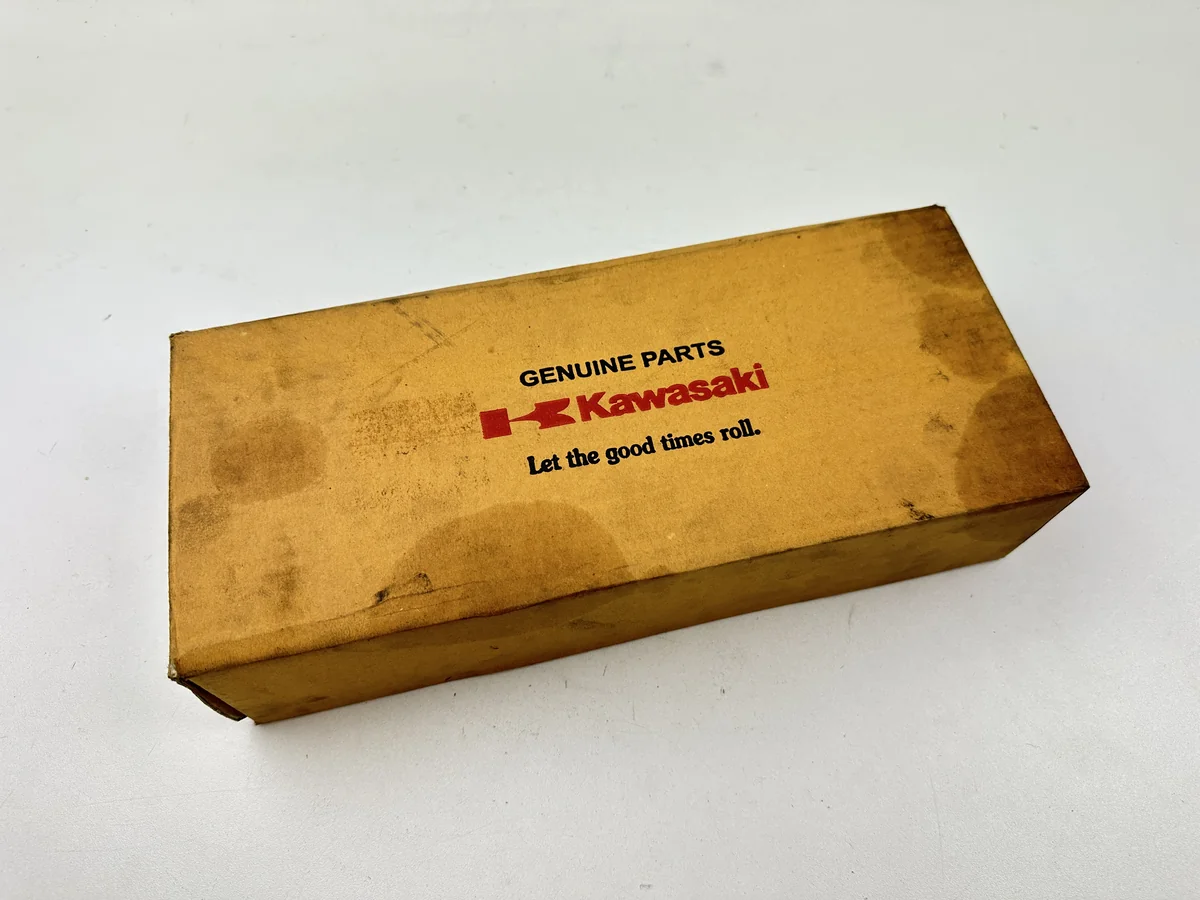 GENUINE PARTS
Kawasaki
Let the good times roll.